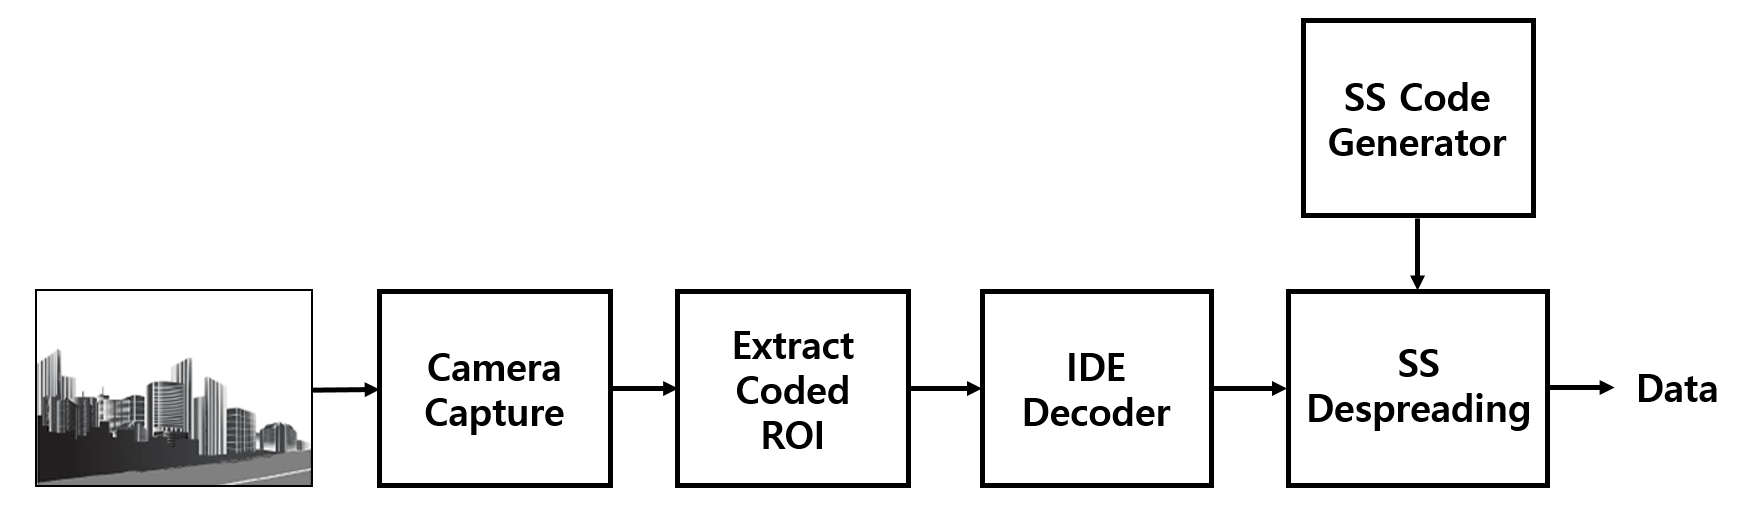 SS Code
Generator
Camera
Capture
Extract
Coded
ROI
IDE
Decoder
SS
Despreading
Data